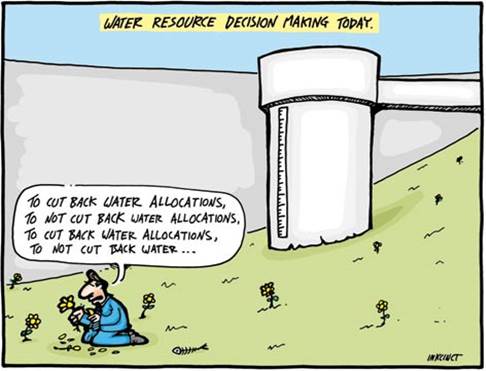 WATER RESOURCE DECISION MAKING TODAY.
TO CUT BACK WATER ALLOCATIONS,
TO NOT CUT BACK WATER ALLOCATIONS,
TO CUT BACK WATER ALLOCATIONS,
TO NOT CUT BACK WATER ...
INKCINCT